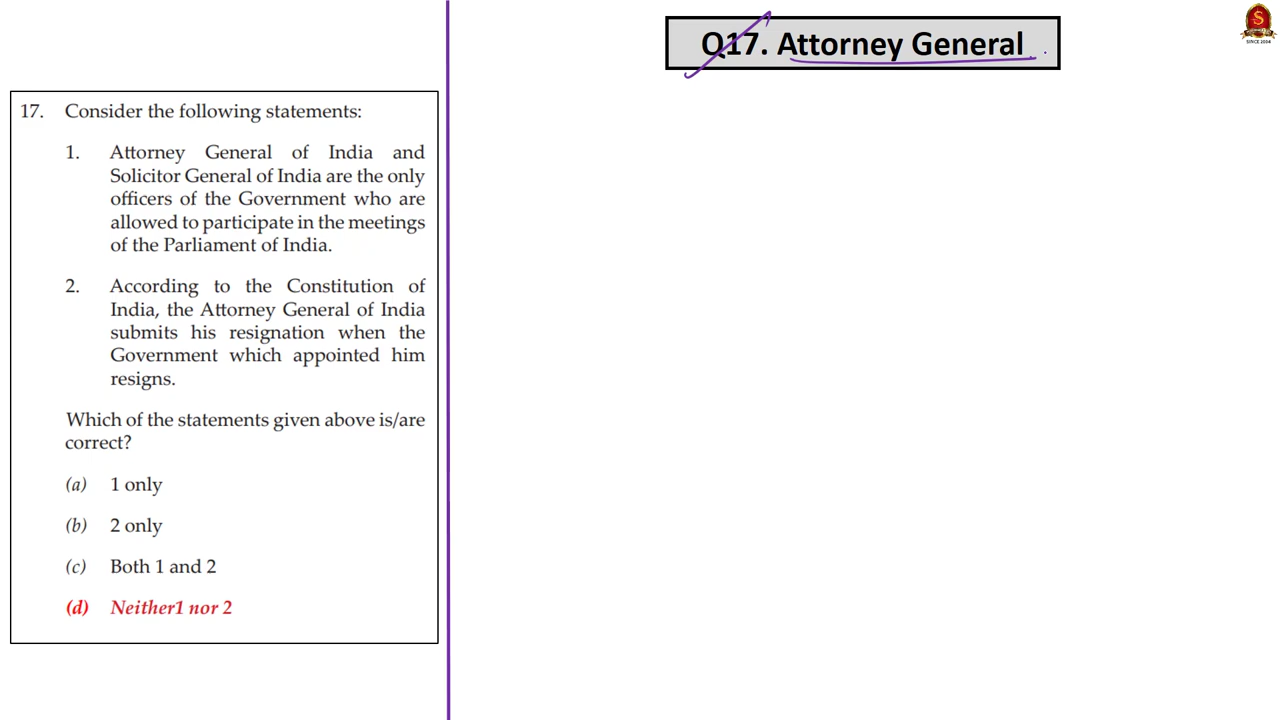 Q17. Attorney General
SINCE 2004
17. Consider the following statements:
1. Attorney General of India and
Solicitor General of India are the only
officers of the Government who are
allowed to participate in the meetings
of the Parliament of India.
2. According to the Constitution of
India, the Attorney General of India
submits his resignation when the
Government which appointed him
resigns.
Which of the statements given above is/are
correct?
(a) 1 only
(b) 2 only
(c) Both 1 and 2
(d) Neither1 nor 2